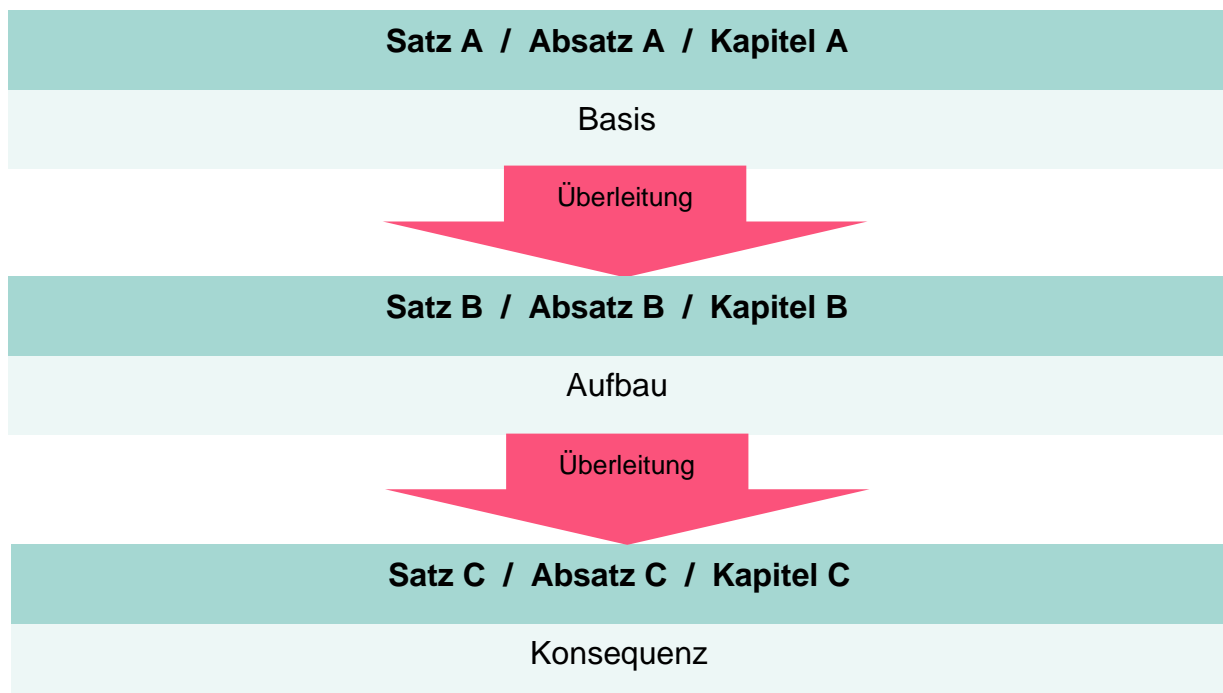 Satz A / Absatz A / Kapitel A
Basis
Überleitung
Satz B / Absatz B / Kapitel B
Aufbau
Überleitung
Satz C / Absatz C / Kapitel C
Konsequenz